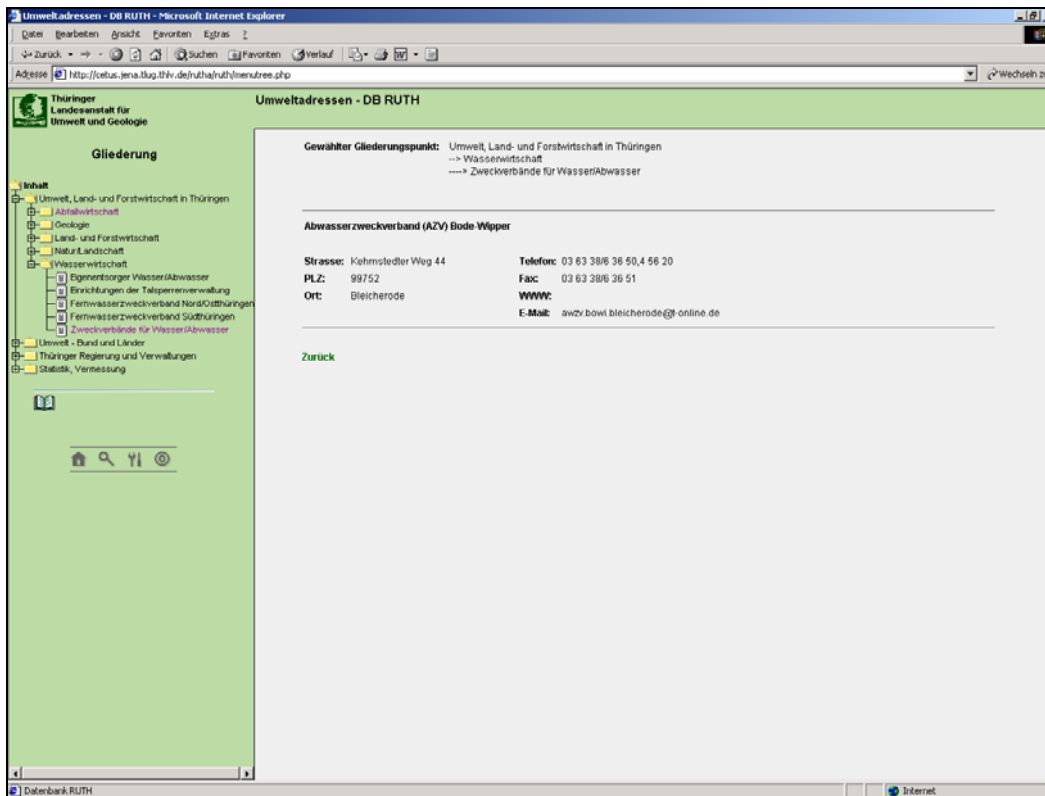 Umweltadressen - DB RUTH - Microsoft Internet Explorer
Datei Bearbeiten Ansicht Favoriten Extras ?
Zurück Suchen Favoriten Verlauf
Adresse http://cetus.jena.tlug.thlv.de/rutha/ruth/menutree.php Wechseln zu
Thüringer
Landesanstalt für
Umwelt und Geologie
Umweltadressen - DB RUTH
Gliederung
Inhalt
Umwelt, Land- und Forstwirtschaft in Thüringen
Abfallwirtschaft
Geologie
Land- und Forstwirtschaft
Natur/Landschaft
Wasserwirtschaft
Eigenentsorger Wasser/Abwasser
Einrichtungen der Talsperrenverwaltung
Fernwasserzweckverband Nord/Ostthüringen
Fernwasserzweckverband Südthüringen
Zweckverbände für Wasser/Abwasser
Umwelt - Bund und Länder
Thüringer Regierung und Verwaltungen
Statistik, Vermessung
Gewählter Gliederungspunkt: Umwelt, Land- und Forstwirtschaft in Thüringen
--> Wasserwirtschaft
----> Zweckverbände für Wasser/Abwasser
Abwasserzweckverband (AZV) Bode-Wipper
Strasse: Kehmstedter Weg 44 Telefon: 03 63 38/6 36 50,4 56 20
PLZ: 99752 Fax: 03 63 38/6 36 51
Ort: Bleicherode WWW:
E-Mail: awzv.bowi.bleicherode@t-online.de
Zurück
Datenbank RUTH Internet